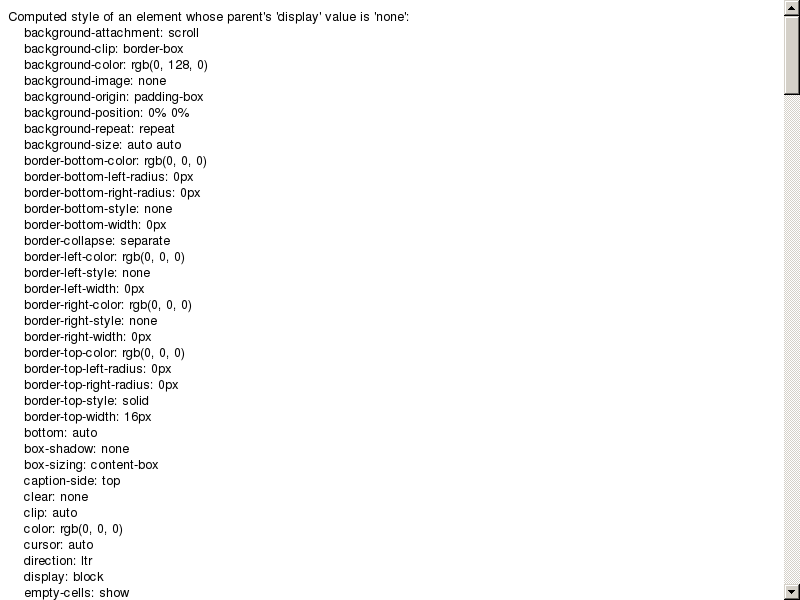 Computed style of an element whose parent's 'display' value is 'none':
background-attachment: scroll
background-clip: border-box
background-color: rgb(0, 128, 0)
background-image: none
background-origin: padding-box
background-position: 0% 0%
background-repeat: repeat
background-size: auto auto
border-bottom-color: rgb(0, 0, 0)
border-bottom-left-radius: 0px
border-bottom-right-radius: 0px
border-bottom-style: none
border-bottom-width: 0px
border-collapse: separate
border-left-color: rgb(0, 0, 0)
border-left-style: none
border-left-width: 0px
border-right-color: rgb(0, 0, 0)
border-right-style: none
border-right-width: 0px
border-top-color: rgb(0, 0, 0)
border-top-left-radius: 0px
border-top-right-radius: 0px
border-top-style: solid
border-top-width: 16px
bottom: auto
box-shadow: none
box-sizing: content-box
caption-side: top
clear: none
clip: auto
color: rgb(0, 0, 0)
cursor: auto
direction: ltr
display: block
empty-cells: show